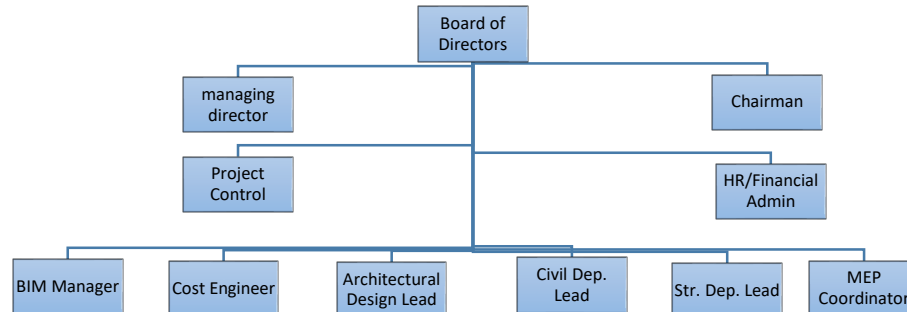 Board of
Directors
managing
director
Chairman
Project
Control
HR/Financial
Admin
BIM Manager
Cost Engineer
Architectural
Design Lead
Civil Dep.
Lead
Str. Dep. Lead
MEP
Coordinator